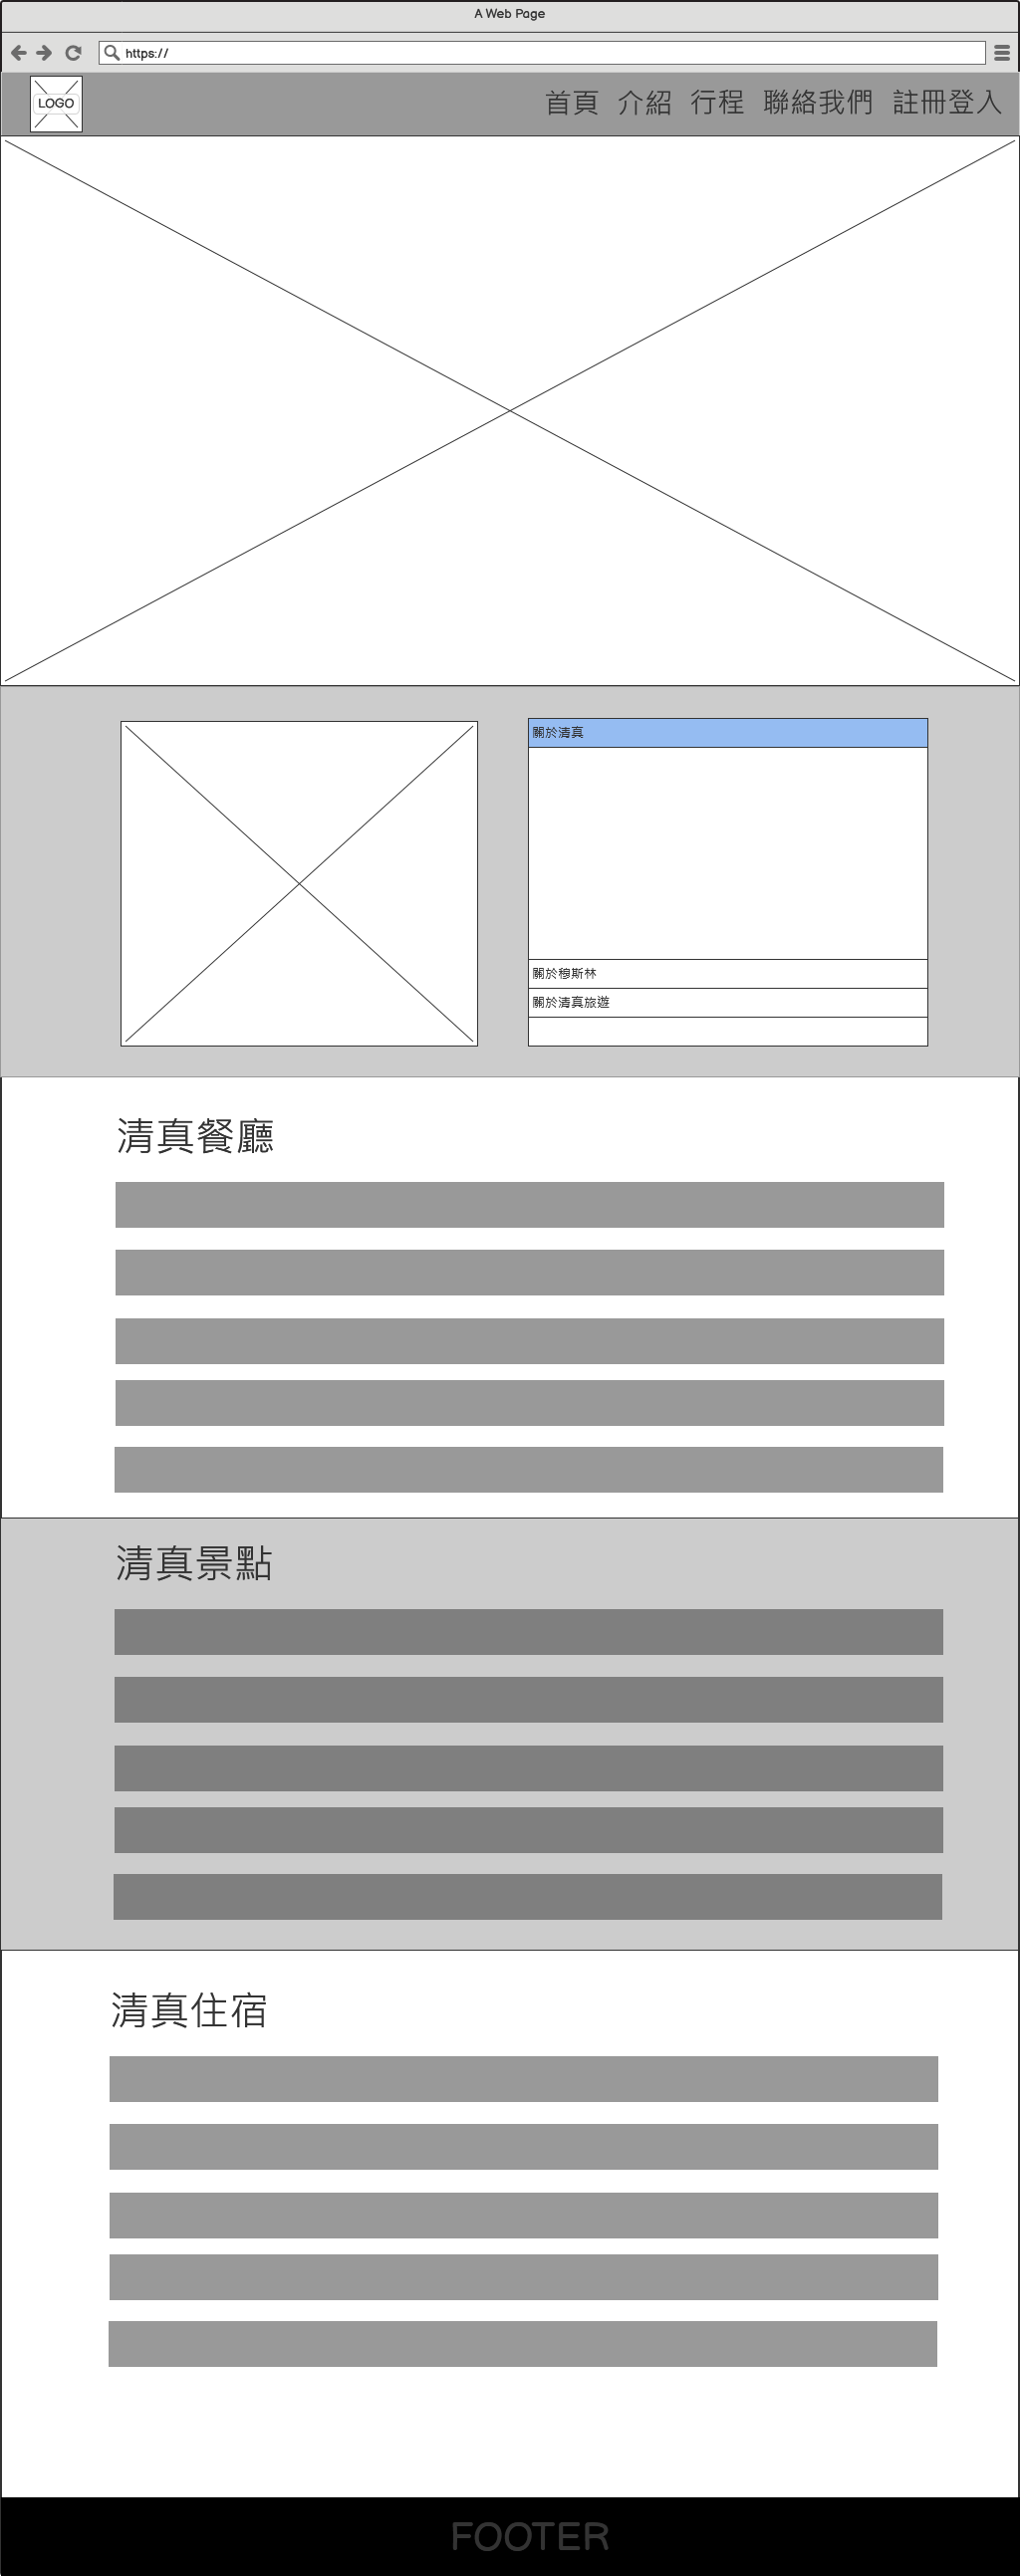 A Web Page
https://
LOGO
首頁 介紹 行程 聯絡我們 註冊登入
關於清真
關於穆斯林
關於清真旅遊
清真餐廳
清真景點
清真住宿
FOOTER